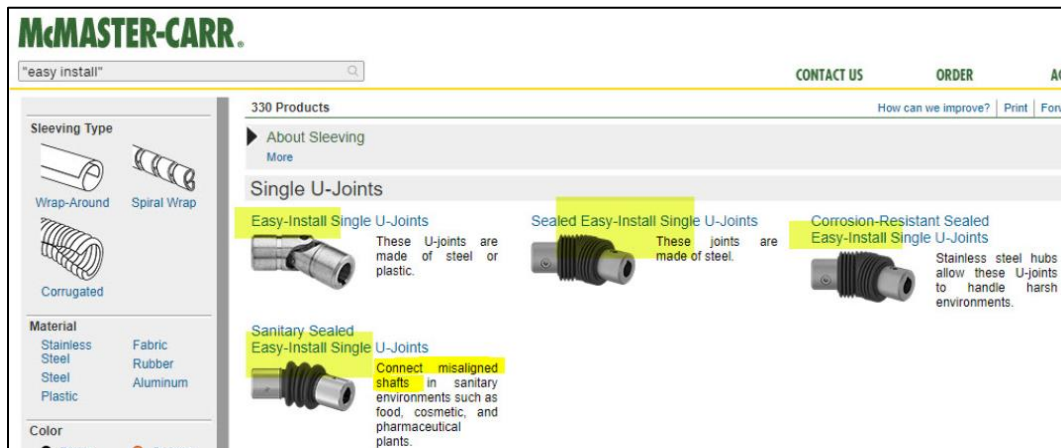 McMASTER-CARR.
"easy install"
CONTACT US
ORDER
330 Products
How can we improve?
Print
Sleeving Type
Wrap-Around
Spiral Wrap
Corrugated
Material
Stainless
Steel
Steel
Plastic
Fabric
Rubber
Aluminum
Color
About Sleeving
More
Single U-Joints
Easy-Install Single U-Joints
These U-joints are
made of steel or
plastic.
Sealed Easy-Install Single U-Joints
These joints are
made of steel.
Corrosion-Resistant Sealed
Easy-Install Single U-Joints
Stainless steel hubs
allow these U-joints
to handle harsh
environments.
Sanitary Sealed
Easy-Install Single U-Joints
Connect misaligned
shafts in sanitary
environments such as
food, cosmetic, and
pharmaceutical
plants.